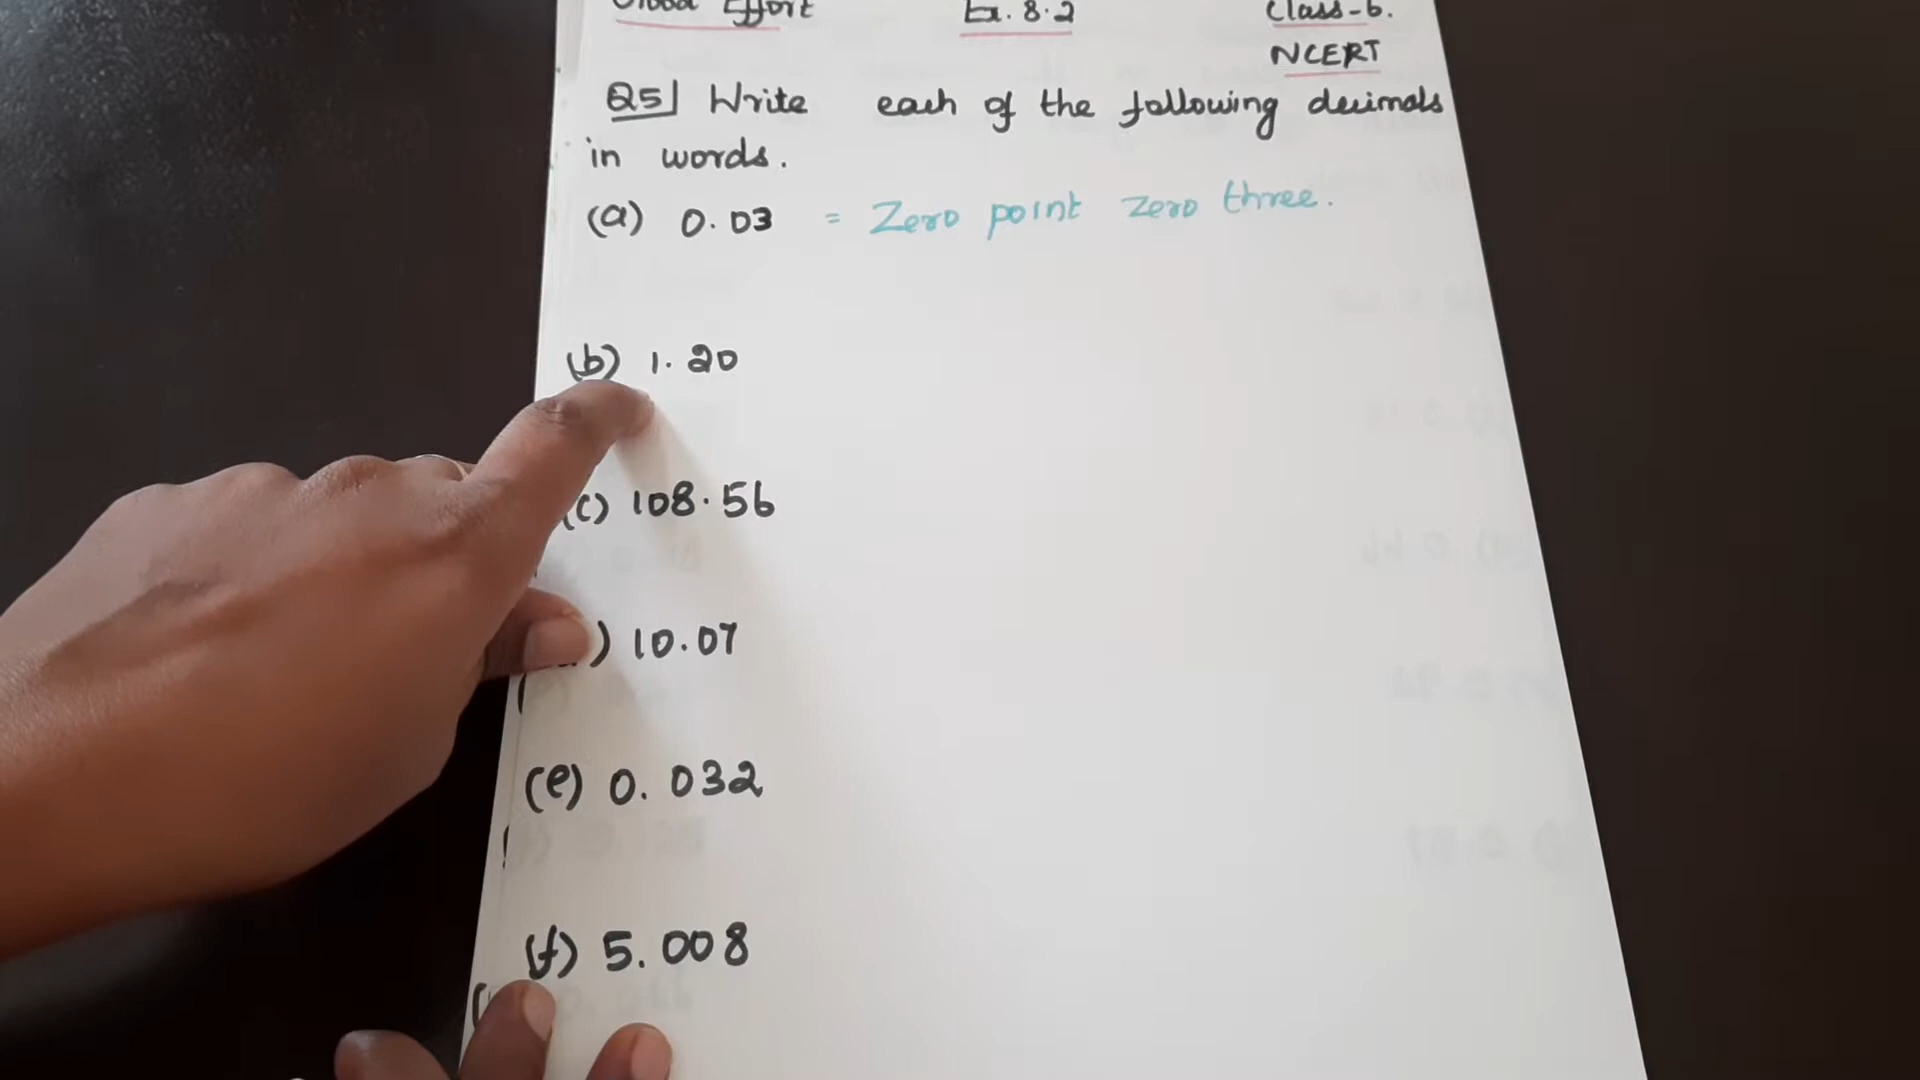 Effort Ex. 8.2 Class-6.
NCERT
Q5] Write each of the following decimals
in words.
(a) 0.03 = Zero point zero three.
(b) 1.20
(c) 108.56
) 10.07
(e) 0.032
(f) 5.008